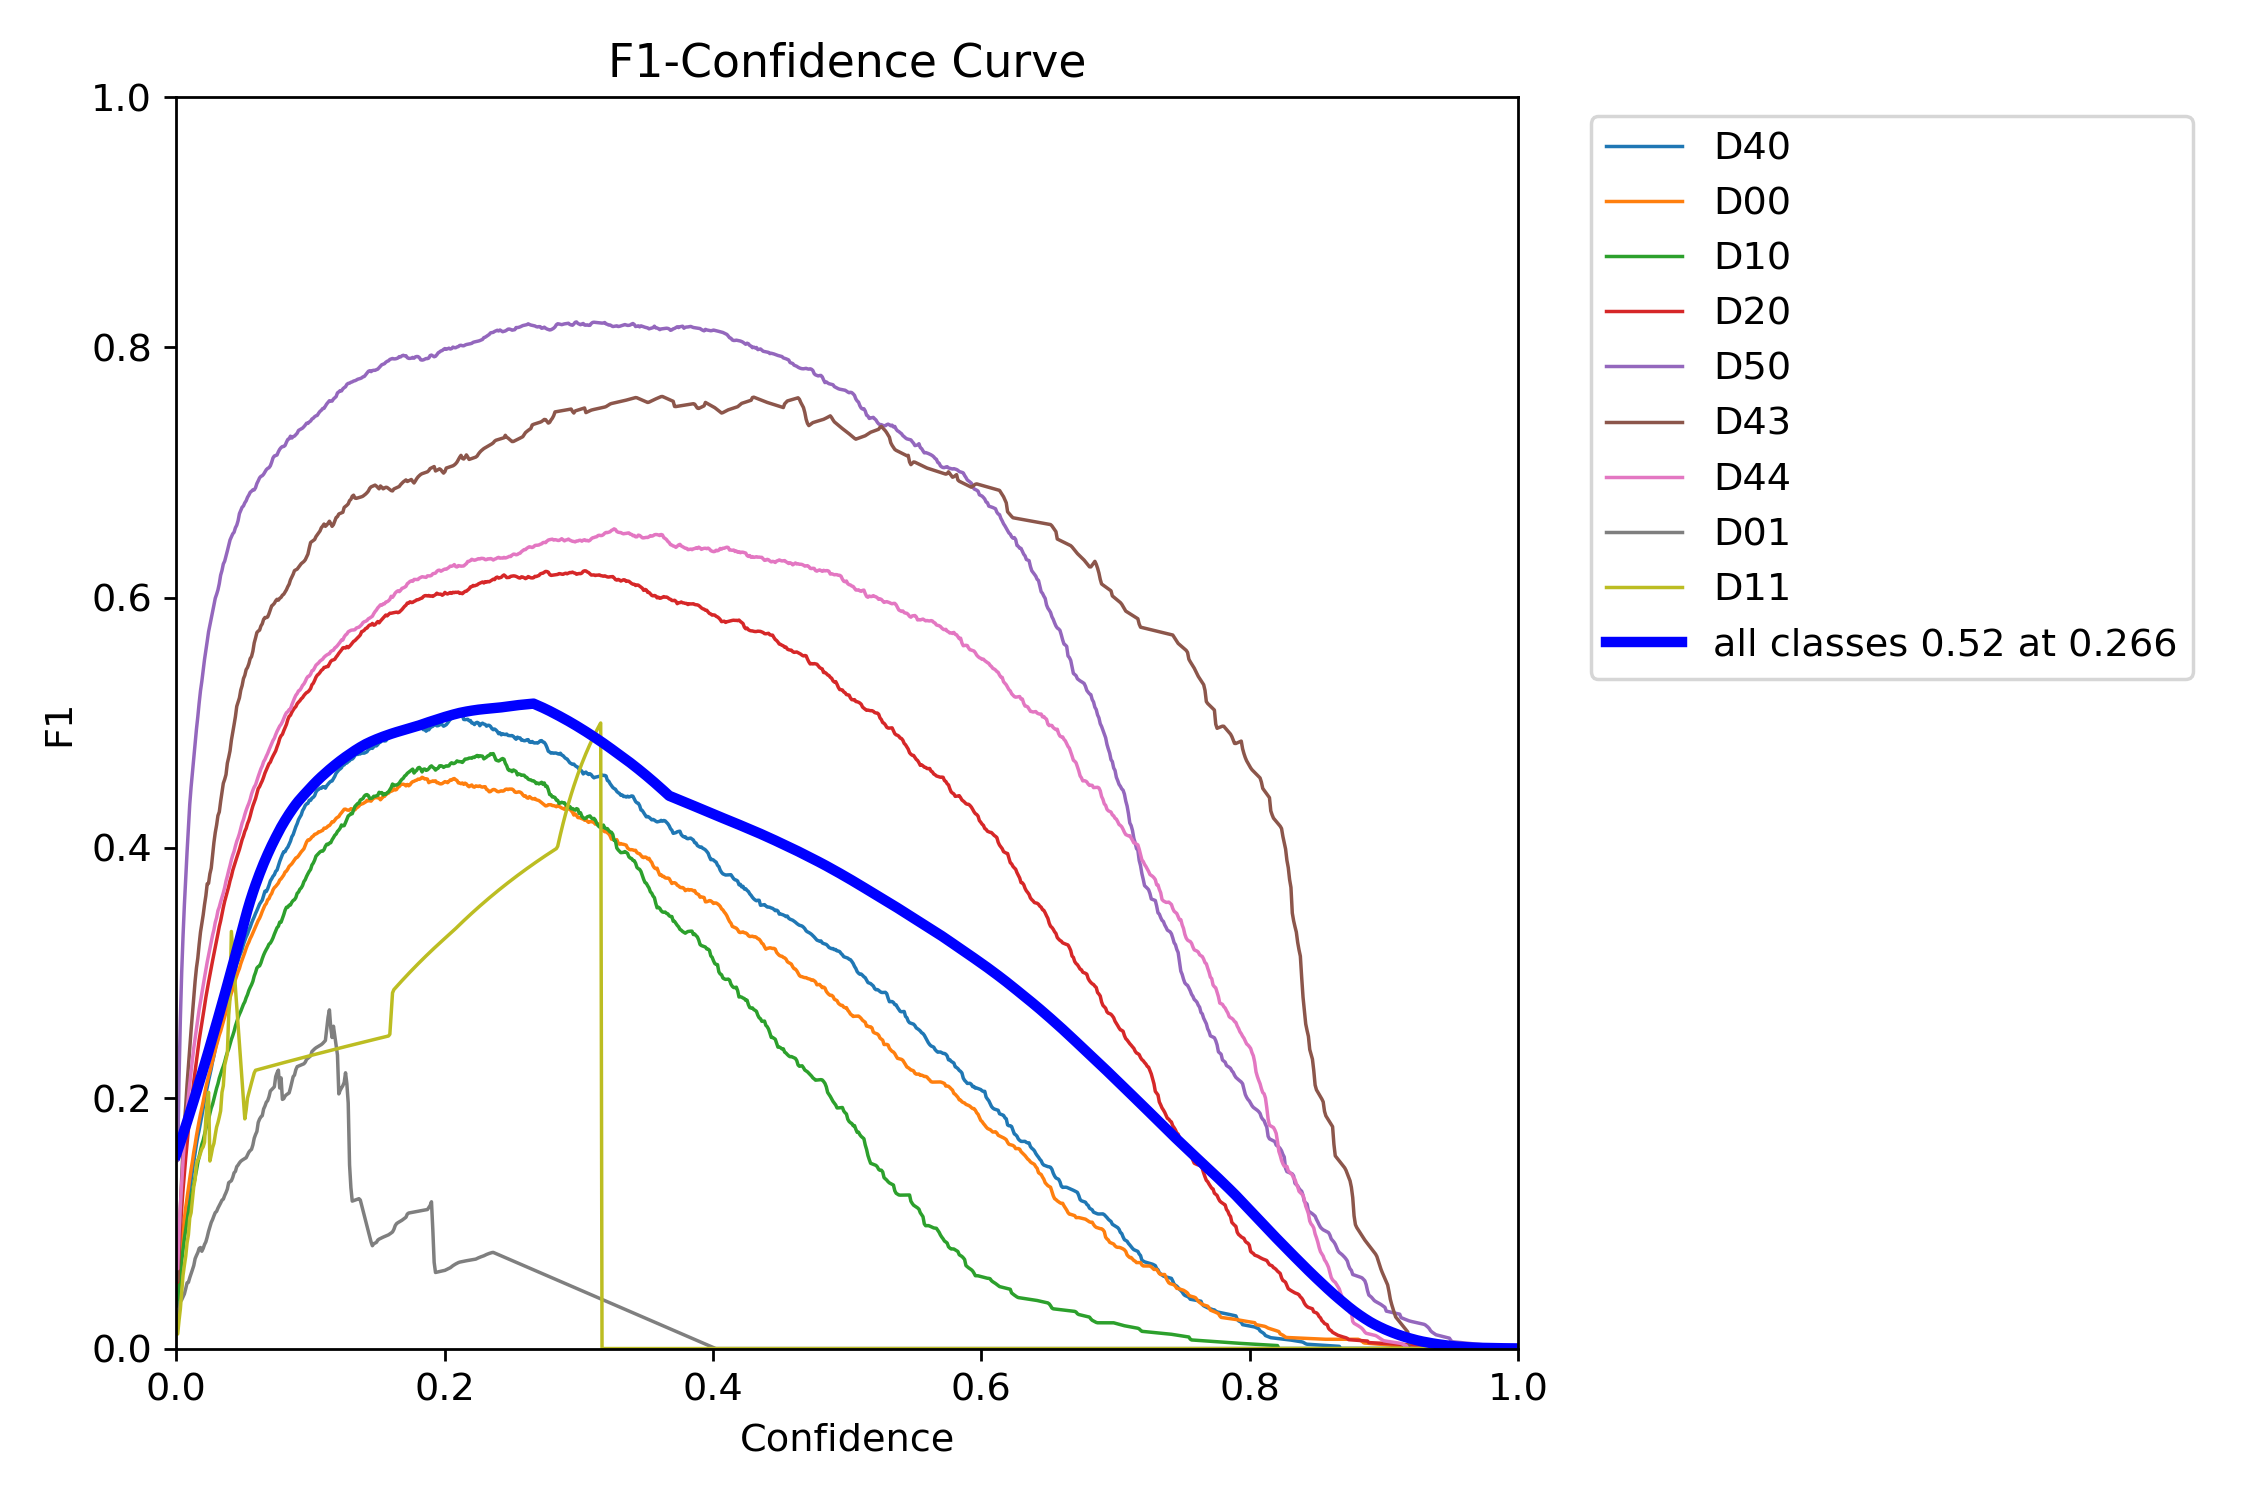 F1-Confidence Curve
1.0
0.8
0.6
0.4
0.2
0.0
F1
0.0 0.2 0.4 0.6 0.8 1.0
Confidence
D40
D00
D10
D20
D50
D43
D44
D01
D11
all classes 0.52 at 0.266